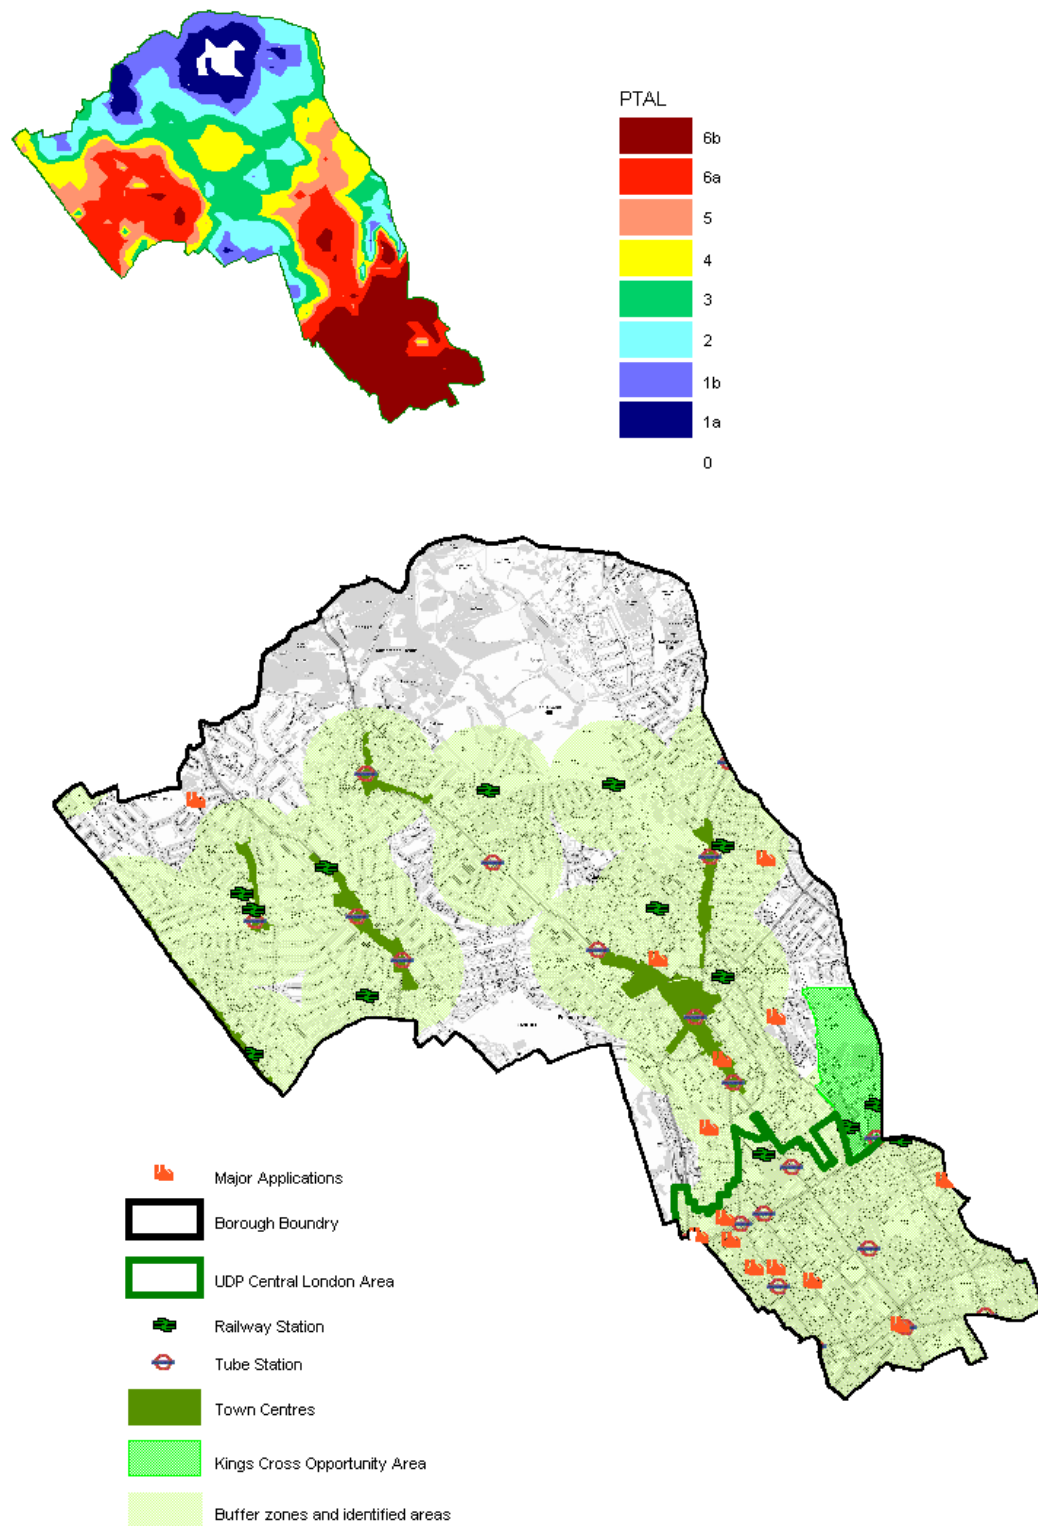 PTAL
6b
6a
5
4
3
2
1b
1a
0
Major Applications
Borough Boundry
UDP Central London Area
Railway Station
Tube Station
Town Centres
Kings Cross Opportunity Area
Buffer zones and identified areas